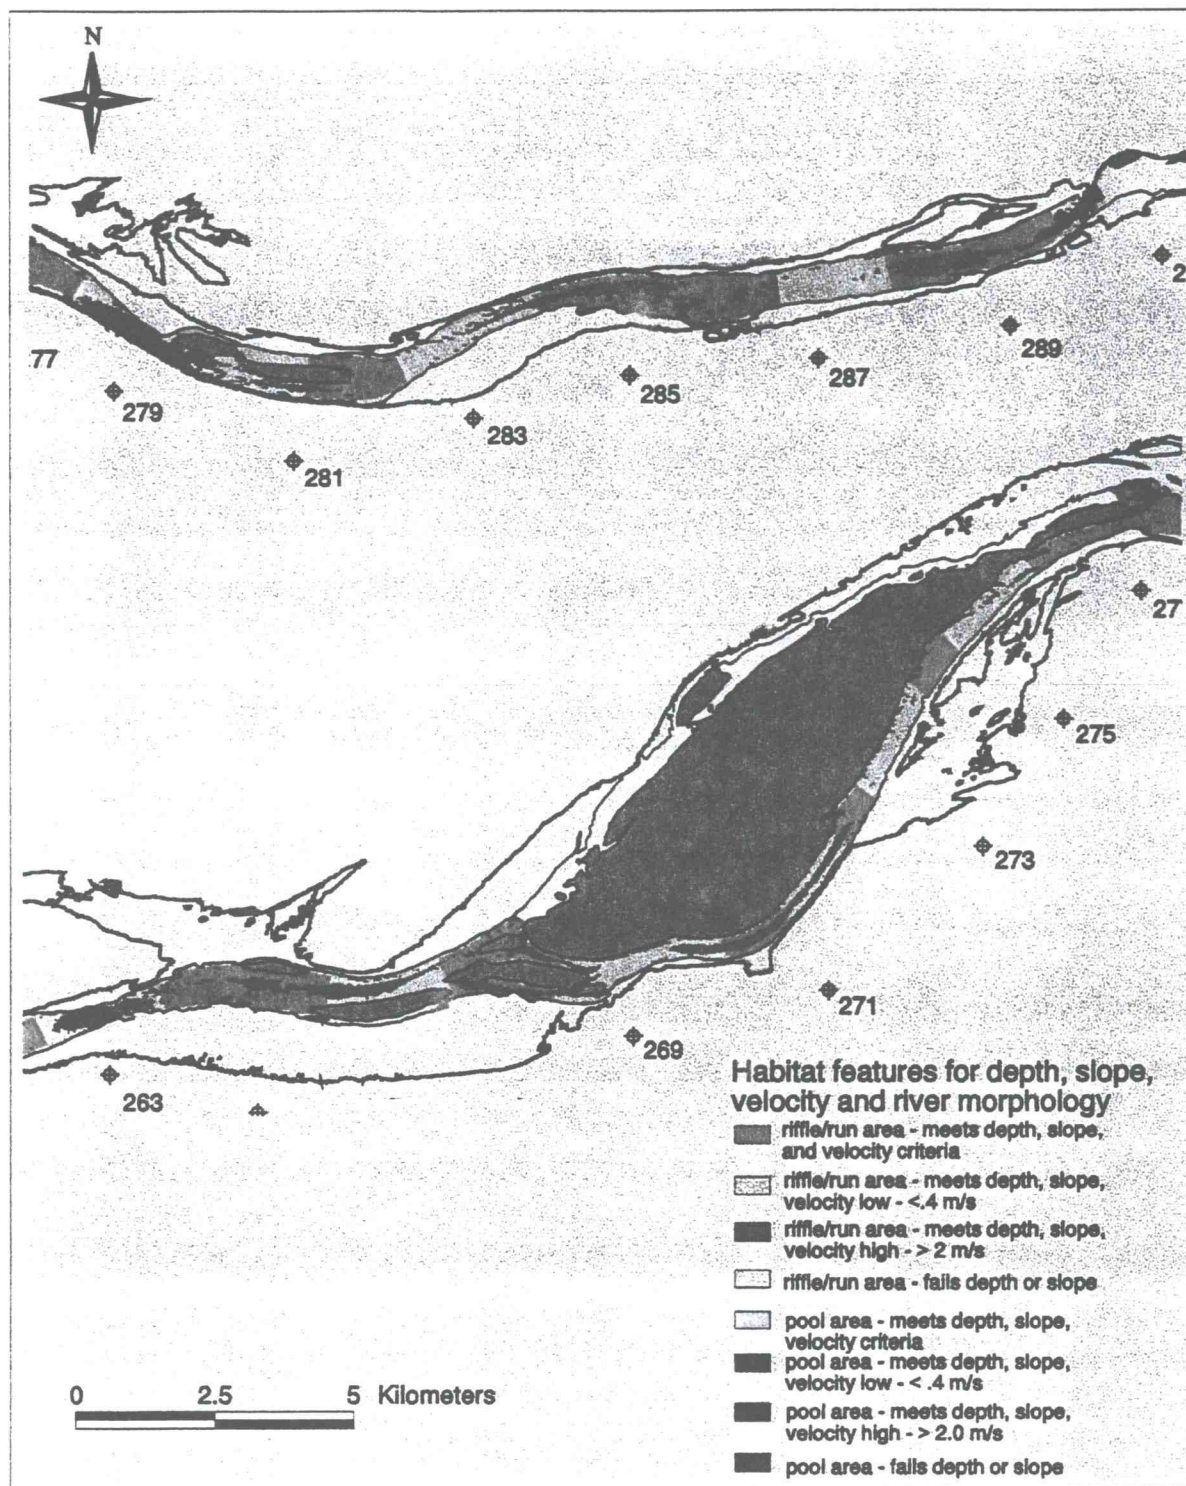 N
2
289
287
77
285
279
283
281
27
275
273
271
269
263
Habitat features for depth, slope,
velocity and river morphology
riffle/run area - meets depth, slope,
and velocity criteria
riffle/run area - meets depth, slope,
velocity low - <.4 m/s
riffle/run area - meets depth, slope,
velocity high - > 2 m/s
riffle/run area - fails depth or slope
pool area - meets depth, slope,
velocity criteria
pool area - meets depth, slope,
velocity low - < .4 m/s
pool area - meets depth, slope,
velocity high - > 2.0 m/s
pool area - fails depth or slope
0 2.5 5 Kilometers